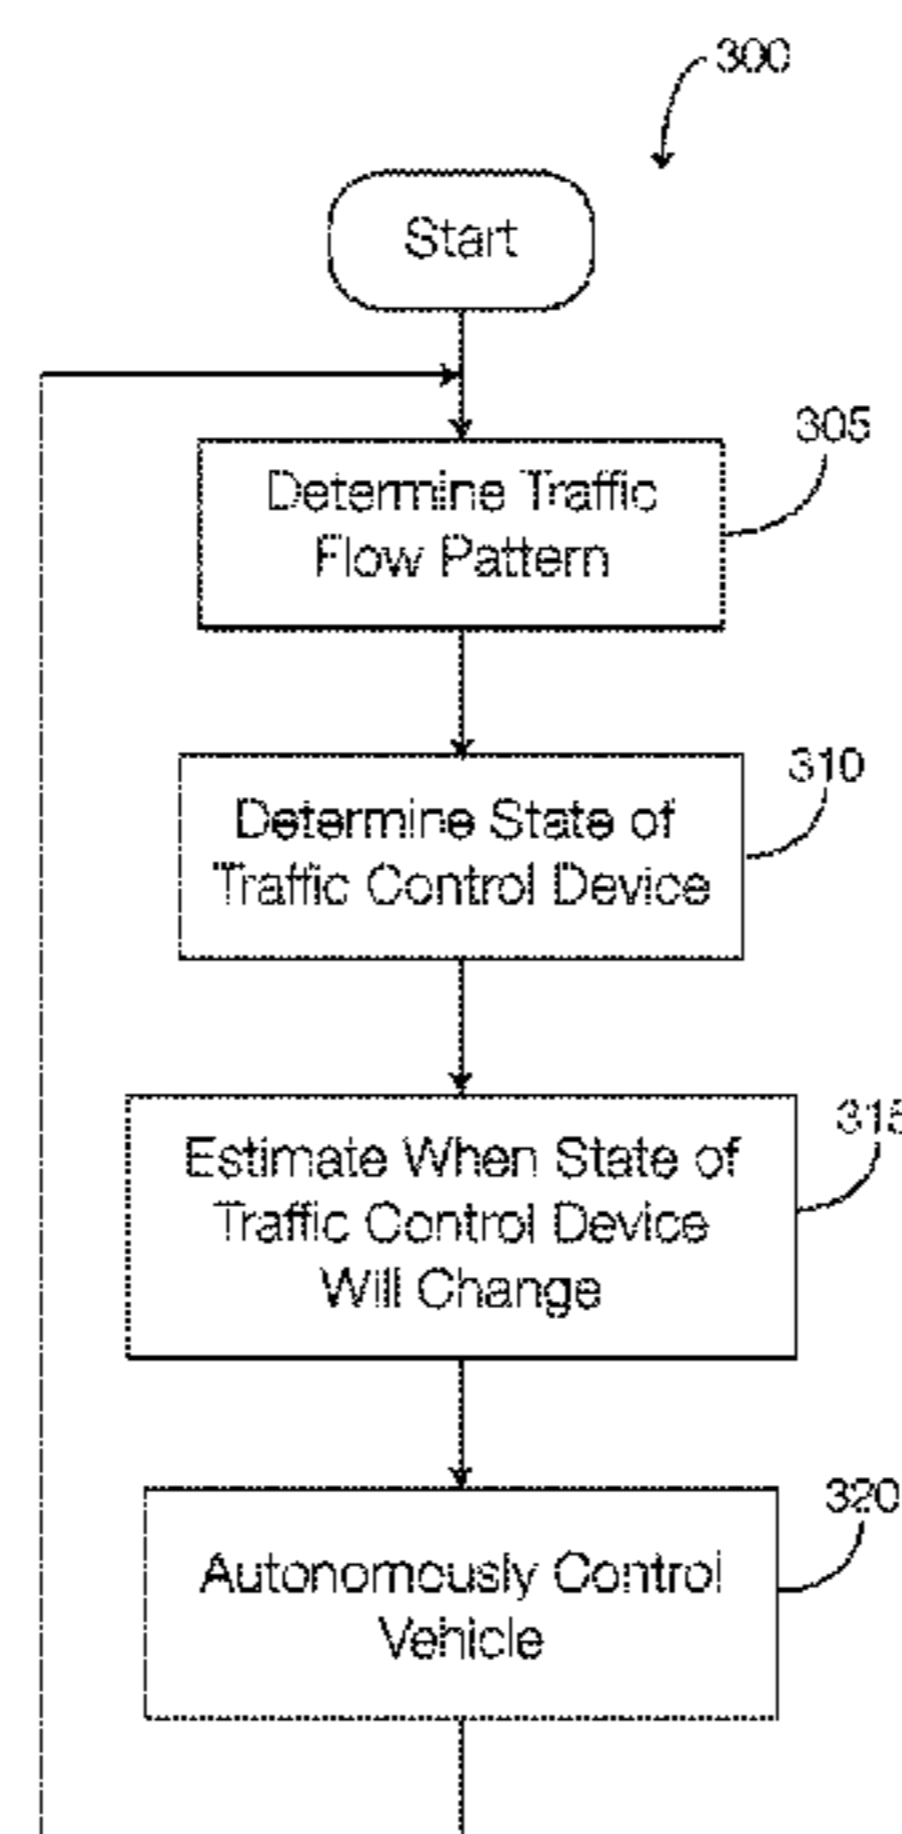 300
Start
305
Determine Traffic
Flow Pattern
310
Determine State of
Traffic Control Device
315
Estimate When State of
Traffic Control Device
Will Change
320
Autonomously Control
Vehicle